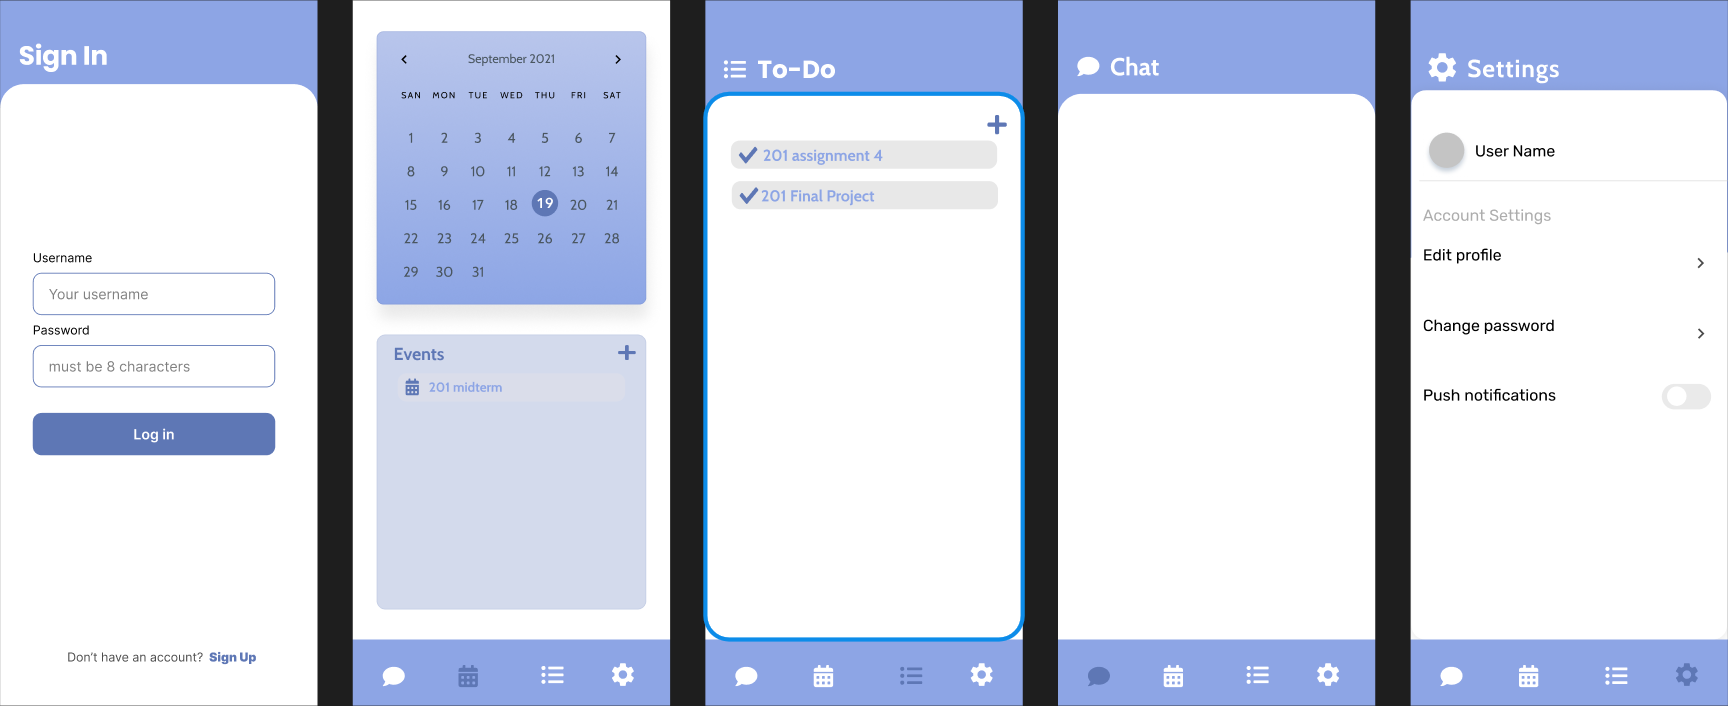 Sign In
Username
Your username
Password
must be 8 characters
Log in
Don't have an account? Sign Up
September 2021
SAN MON TUE WED THU FRI SAT
1 2 3 4 5 6 7
8 9 10 11 12 13 14
15 16 17 18 19 20 21
22 23 24 25 26 27 28
29 30 31
Events
201 midterm
To-Do
201 assignment 4
201 Final Project
Chat
Settings
User Name
Account Settings
Edit profile
Change password
Push notifications